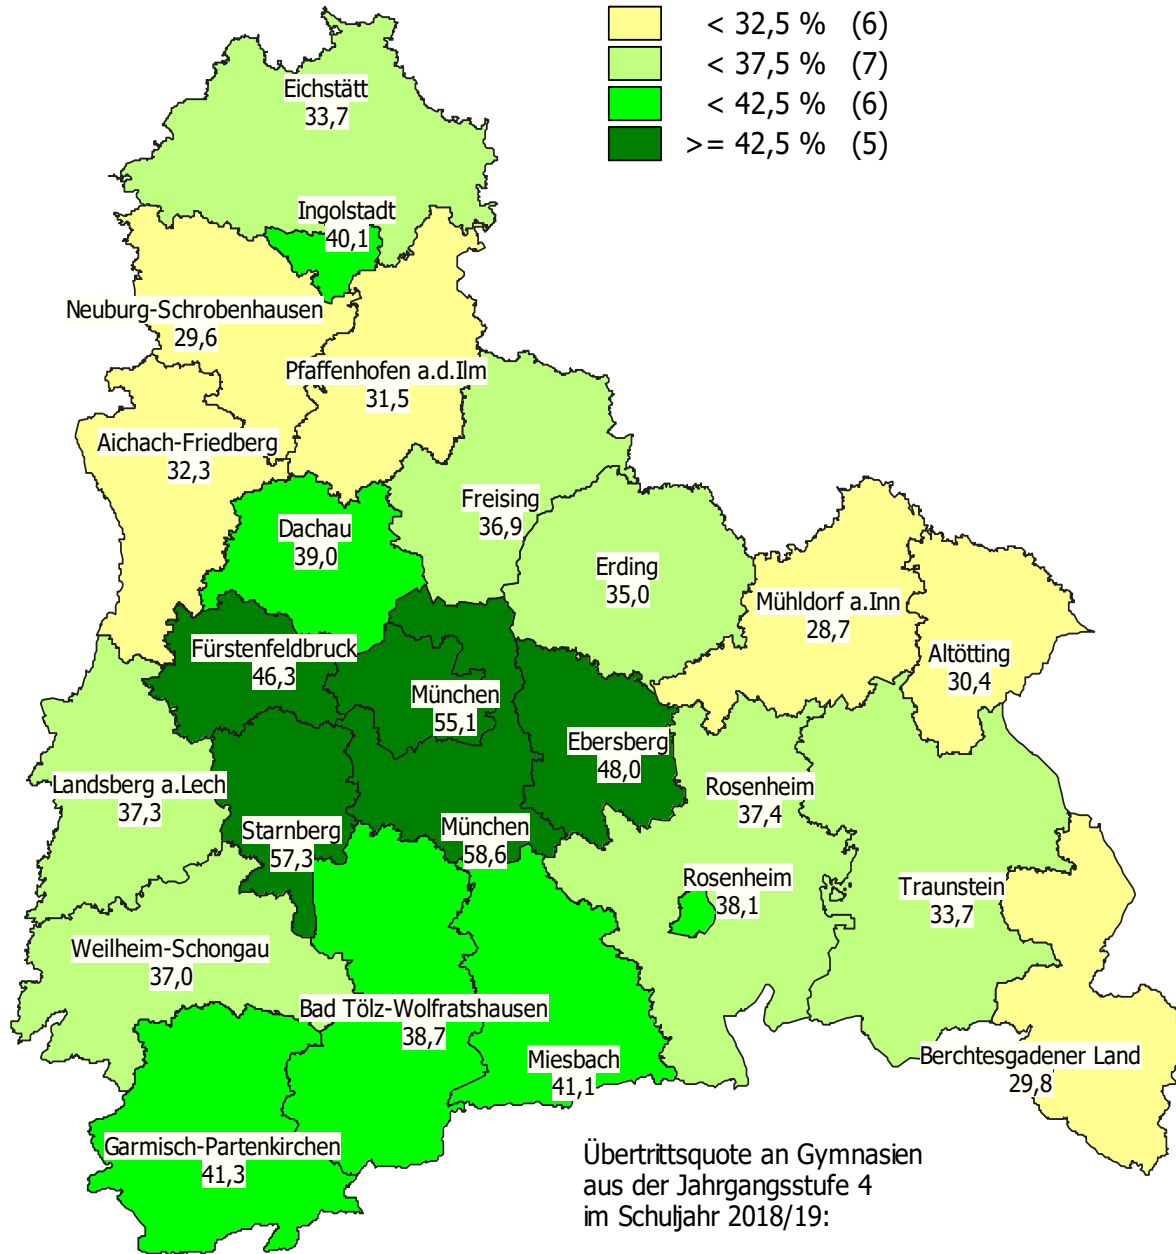 < 32,5 % (6)
< 37,5 % (7)
< 42,5 % (6)
>= 42,5 % (5)
Eichstätt
33,7
Ingolstadt
40,1
Neuburg-Schrobenhausen
29,6
Pfaffenhofen a.d.Ilm
31,5
Aichach-Friedberg
32,3
Freising
36,9
Dachau
39,0
Erding
35,0
Mühldorf a.Inn
28,7
Altötting
30,4
Fürstenfeldbruck
46,3
München
55,1
Ebersberg
48,0
Landsberg a.Lech
37,3
Rosenheim
37,4
Starnberg
57,3
München
58,6
Rosenheim
38,1
Traunstein
33,7
Weilheim-Schongau
37,0
Bad Tölz-Wolfratshausen
38,7
Miesbach
41,1
Berchtesgadener Land
29,8
Garmisch-Partenkirchen
41,3
Übertrittsquote an Gymnasien
aus der Jahrgangsstufe 4
im Schuljahr 2018/19: